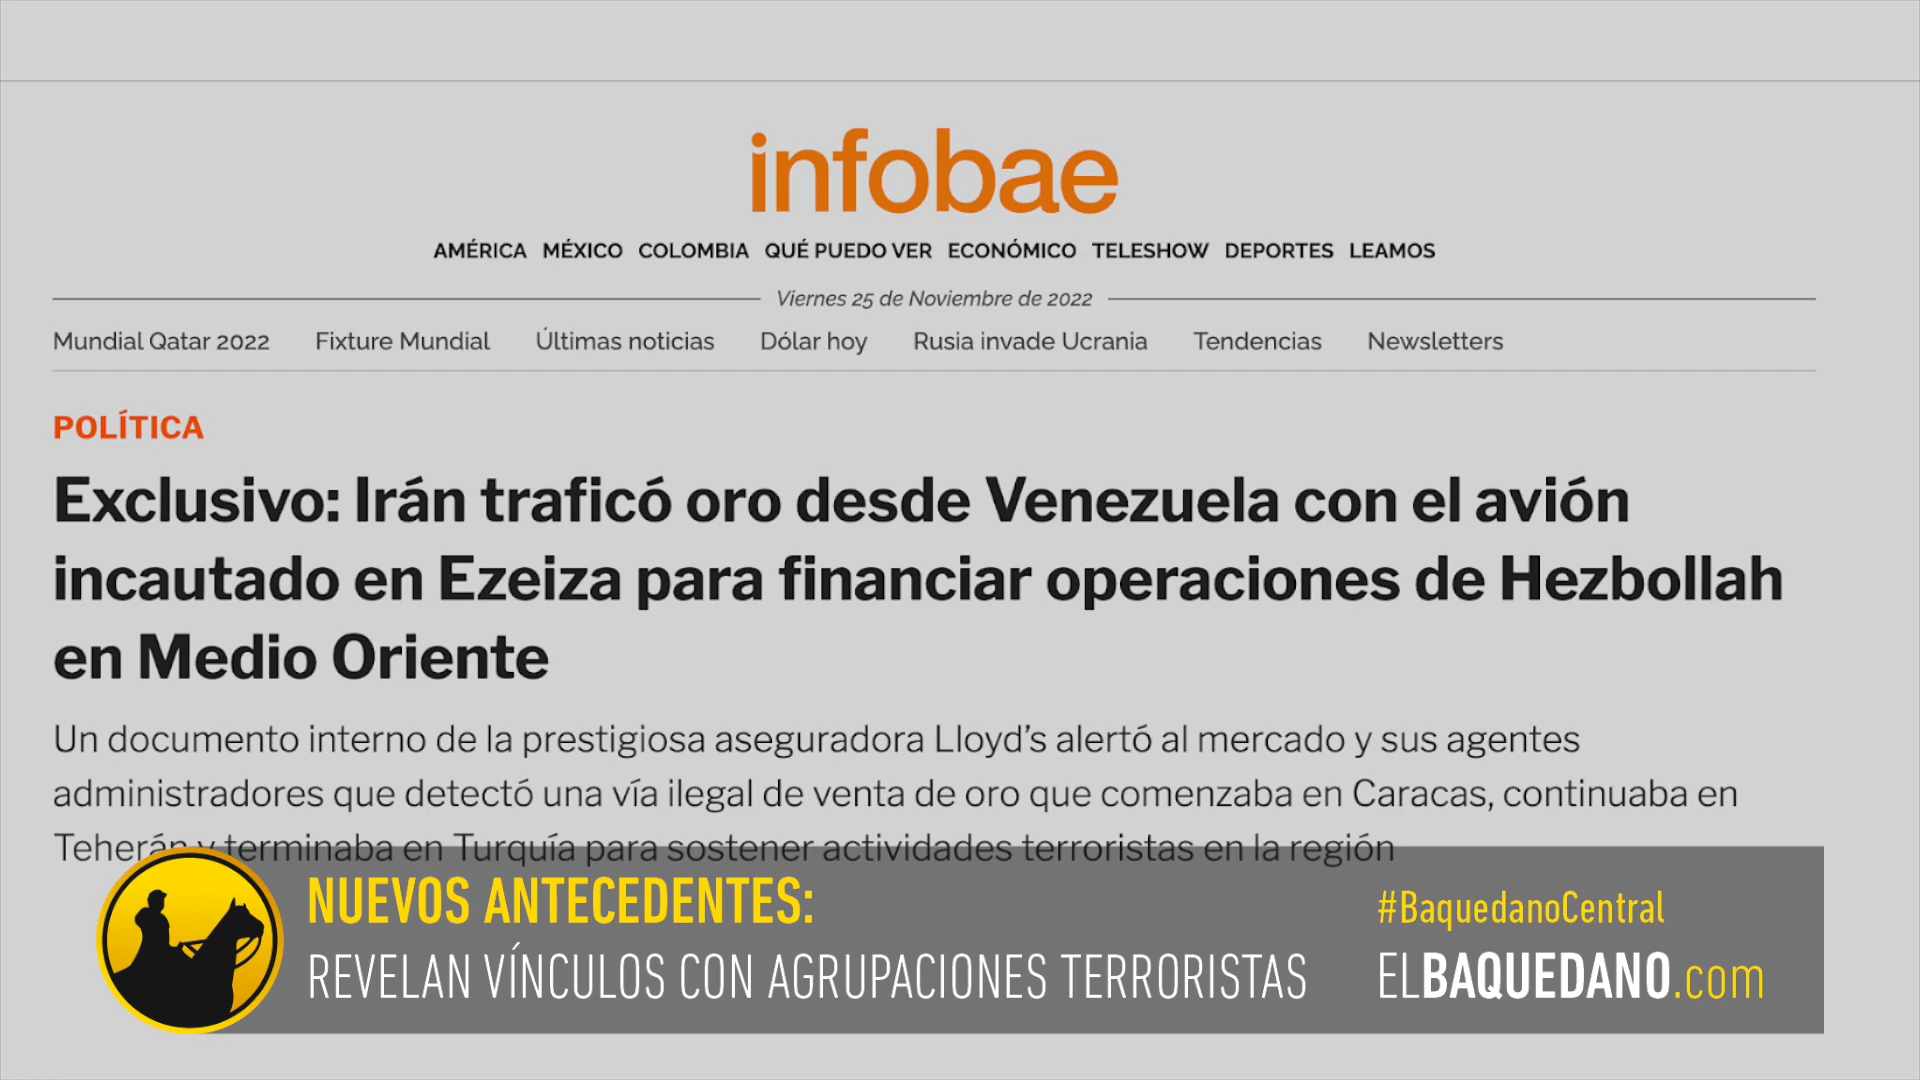 infobae
AMÉRICA MÉXICO COLOMBIA QUÉ PUEDO VER ECONÓMICO TELESHOW DEPORTES LEAMOS
Viernes 25 de Noviembre de 2022
Mundial Qatar 2022 Fixture Mundial Últimas noticias Dólar hoy Rusia invade Ucrania Tendencias Newsletters
POLÍTICA
Exclusivo: Irán traficó oro desde Venezuela con el avión
incautado en Ezeiza para financiar operaciones de Hezbollah
en Medio Oriente
Un documento interno de la prestigiosa aseguradora Lloyd's alertó al mercado y sus agentes
administradores que detectó una vía ilegal de venta de oro que comenzaba en Caracas, continuaba en
Teherán y terminaba en Turquía para sostener actividades terroristas en la región
NUEVOS ANTECEDENTES:
REVELAN VÍNCULOS CON AGRUPACIONES TERRORISTAS
#BaquedanoCentral
ELBAQUEDANO.com